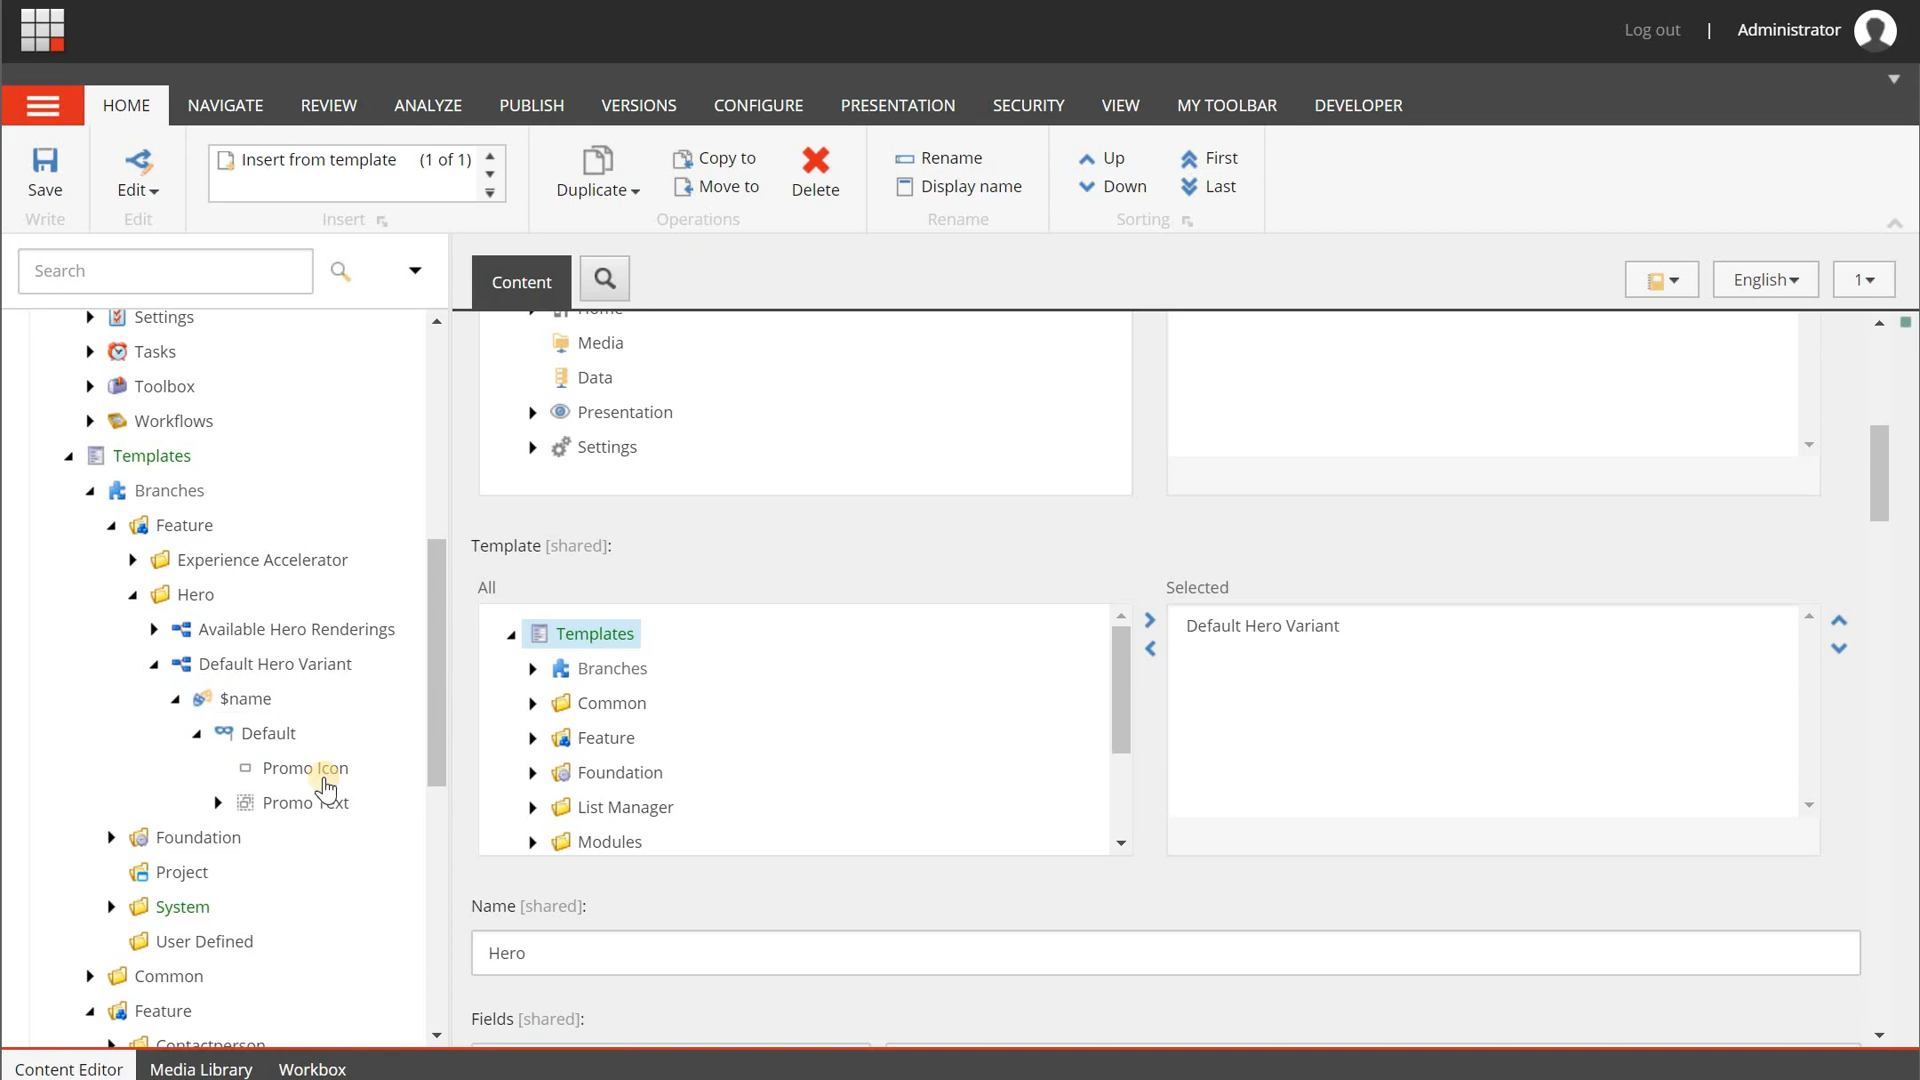 Log out | Administrator
HOME NAVIGATE REVIEW ANALYZE PUBLISH VERSIONS CONFIGURE PRESENTATION SECURITY VIEW MY TOOLBAR DEVELOPER
Insert from template (1 of 1)
Save
Write
Edit
Edit
Insert
Duplicate
Copy to
Move to
Delete
Operations
Rename
Display name
Rename
Up
Down
First
Last
Sorting
Search
Content
English
1
Settings
Tasks
Toolbox
Workflows
Templates
Branches
Feature
Experience Accelerator
Hero
Available Hero Renderings
Default Hero Variant
$name
Default
Promo Icon
Promo Text
Foundation
Project
System
User Defined
Common
Feature
Contactperson
Home
Media
Data
Presentation
Settings
Template [shared]:
All
Templates
Branches
Common
Feature
Foundation
List Manager
Modules
Selected
Default Hero Variant
Name [shared]:
Hero
Fields [shared]:
Content Editor Media Library Workbox